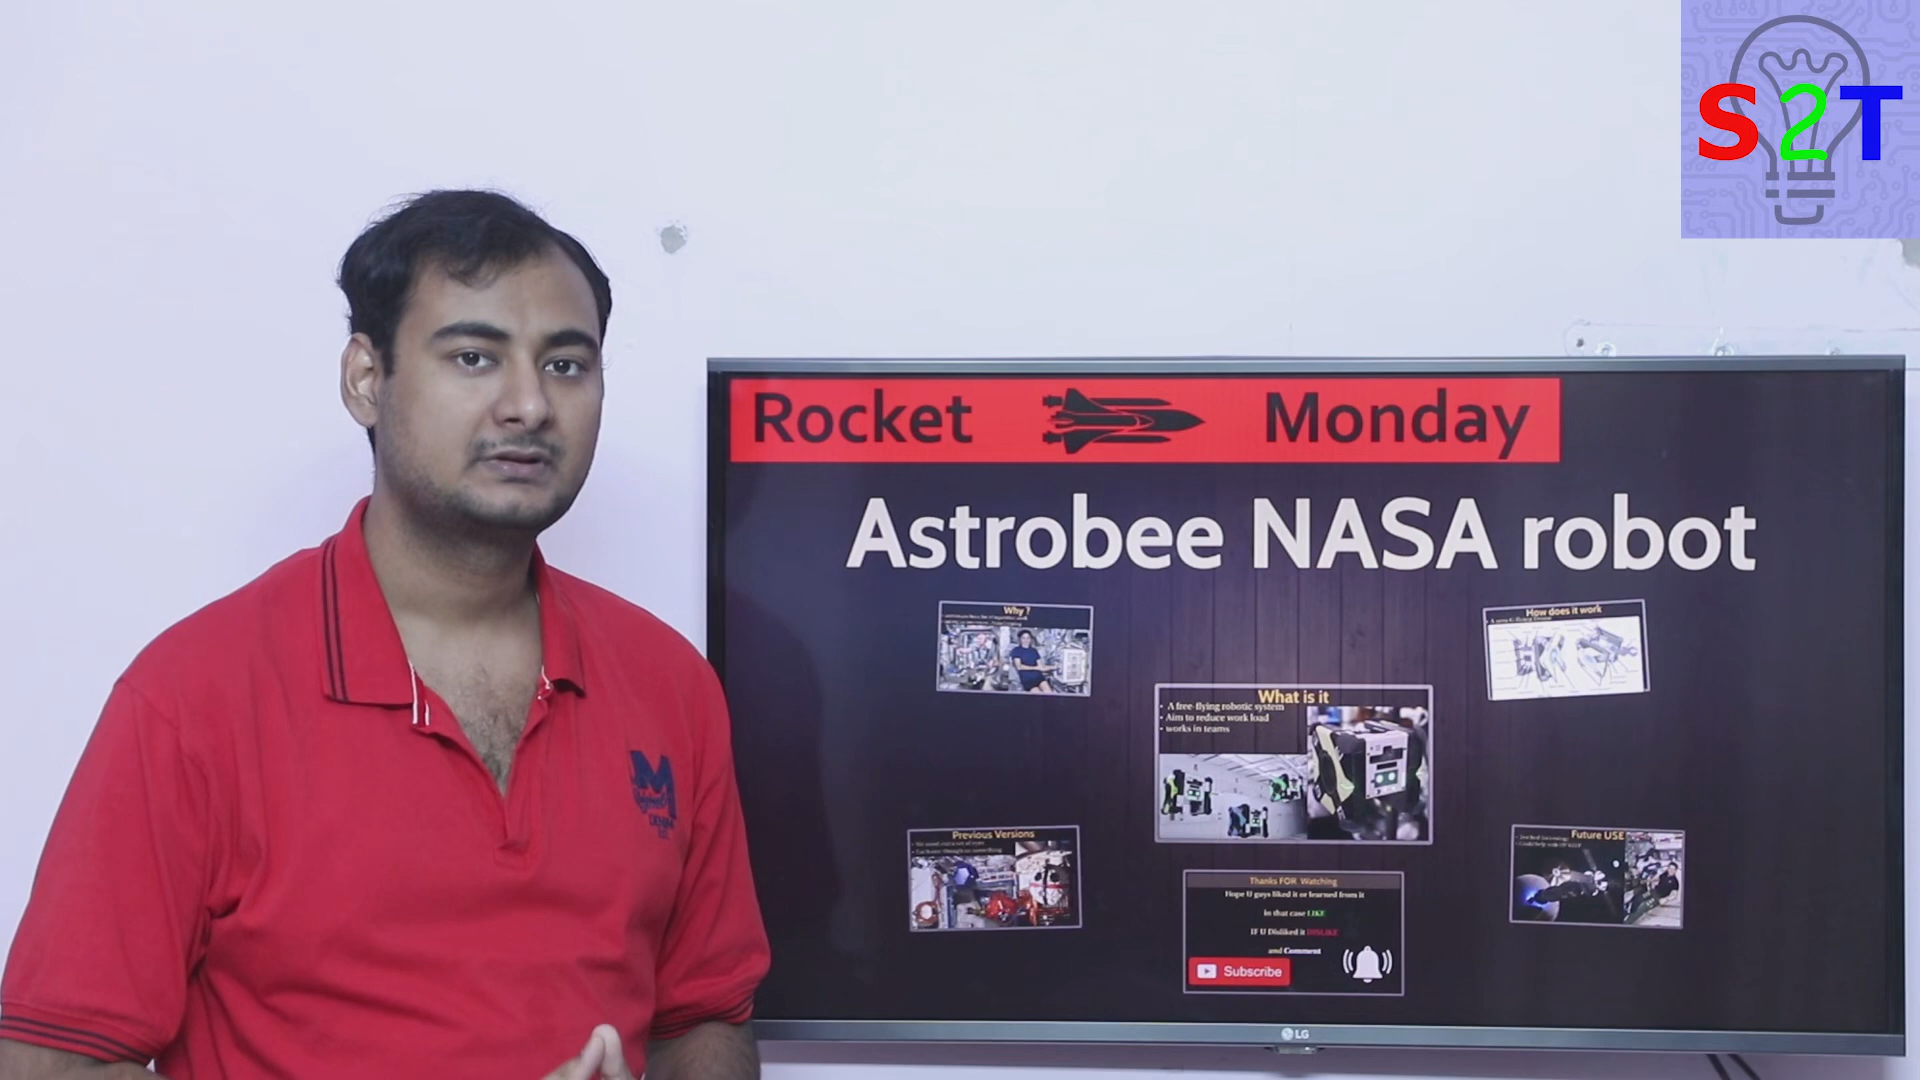 S2T
Rocket Monday
Astrobee NASA robot
Why ?
How does it work
What is it
• A free-flying robotic system
• Aim to reduce work load
• works in teams
Previous Versions
Future USE
Thanks FOR Watching
Hope U guys liked it or learned from it
in that case LIKE
IF U Disliked it DISLIKE
and Comment
Subscribe
M
LG